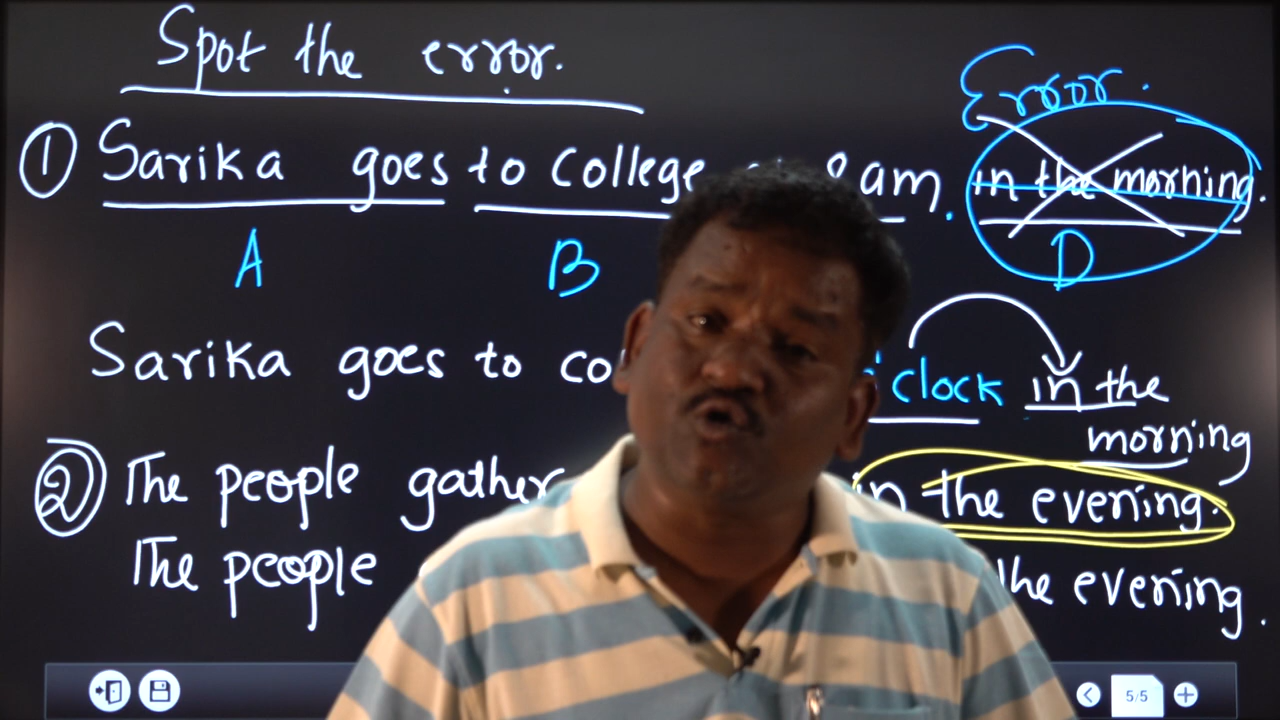 Spot the error.
Error.
① Sarika goes to College 8 am. in the morning.
A B D
Sarika goes to co clock in the
morning
② The people gather in the evening.
The people the evening.
5/5